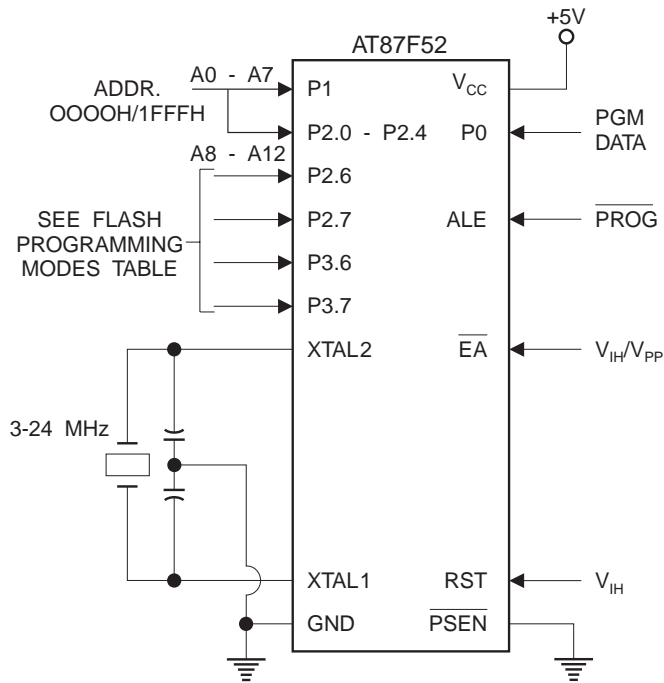 +5V
AT87F52
A0 - A7
ADDR.
OOOOH/1FFFH
P1
VCC
P2.0 - P2.4
P0
PGM
DATA
A8 - A12
P2.6
SEE FLASH
PROGRAMMING
MODES TABLE
P2.7
ALE
PROG
P3.6
P3.7
XTAL2
EA
VIH/VPP
3-24 MHz
XTAL1
RST
VIH
GND
PSEN